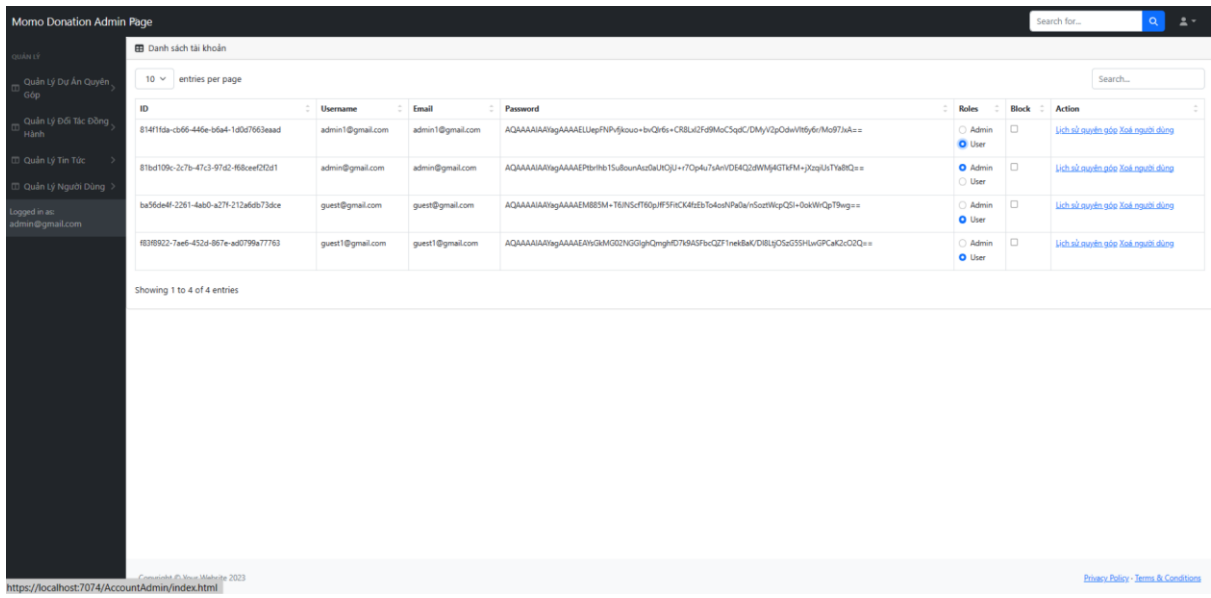 Momo Donation Admin Page
Search for...
QUẢN LÝ
Quản Lý Dự Án Quyên
Góp
Quản Lý Đối Tác Đồng
Hành
Quản Lý Tin Tức
Quản Lý Người Dùng
Logged in as:
admin@gmail.com
Danh sách tài khoản
10 entries per page
Search...
ID Username Email Password Roles Block Action
814f1fda-cb66-446e-b6a4-1d0d7663eaad admin1@gmail.com admin1@gmail.com Admin Lịch sử quyên góp Xoá người dùng
User
81bd109c-2c7b-47c3-97d2-f68ceef2f2d1 admin@gmail.com admin@gmail.com Admin Lịch sử quyên góp Xoá người dùng
User
ba56de4f-2261-4ab0-a27f-212a6db73dce guest@gmail.com guest@gmail.com Admin Lịch sử quyên góp Xoá người dùng
User
f83f8922-7ae6-452d-867e-ad0799a77763 guest1@gmail.com guest1@gmail.com Admin Lịch sử quyên góp Xoá người dùng
User
Showing 1 to 4 of 4 entries
Copyright © Your Website 2023
Privacy Policy · Terms & Conditions
https://localhost:7074/AccountAdmin/index.html